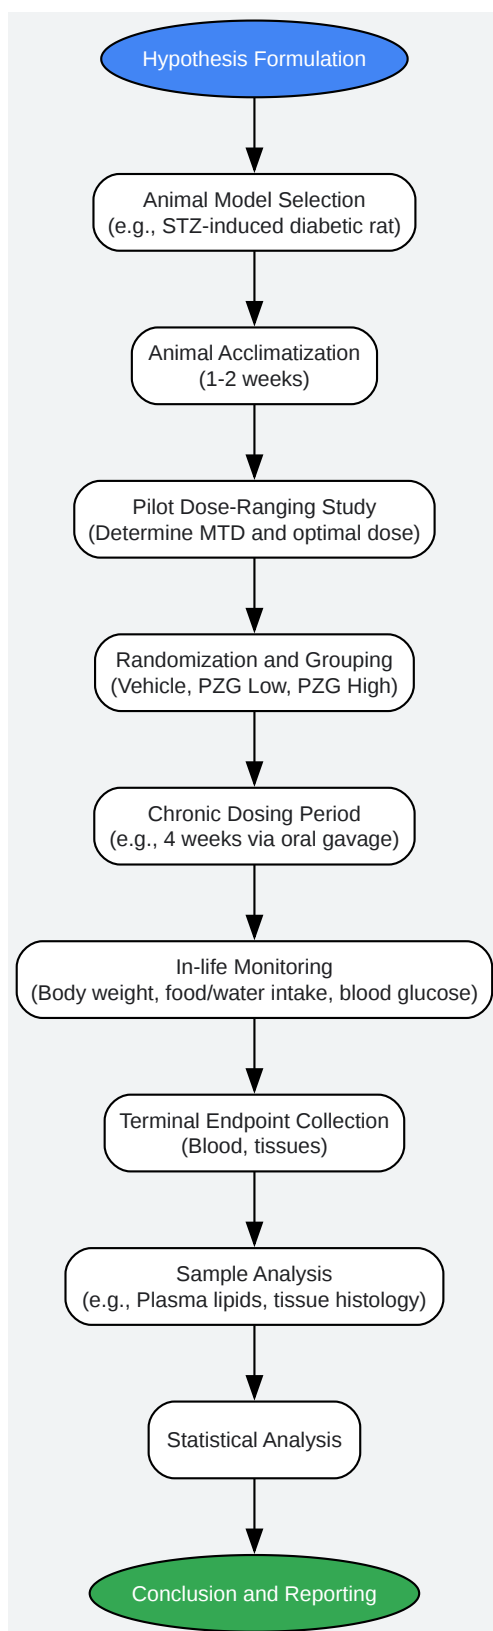 Hypothesis Formulation
Animal Model Selection
(e.g., STZ-induced diabetic rat)
Animal Acclimatization
(1-2 weeks)
Pilot Dose-Ranging Study
(Determine MTD and optimal dose)
Randomization and Grouping
(Vehicle, PZG Low, PZG High)
Chronic Dosing Period
(e.g., 4 weeks via oral gavage)
In-life Monitoring
(Body weight, food/water intake, blood glucose)
Terminal Endpoint Collection
(Blood, tissues)
Sample Analysis
(e.g., Plasma lipids, tissue histology)
Statistical Analysis
Conclusion and Reporting